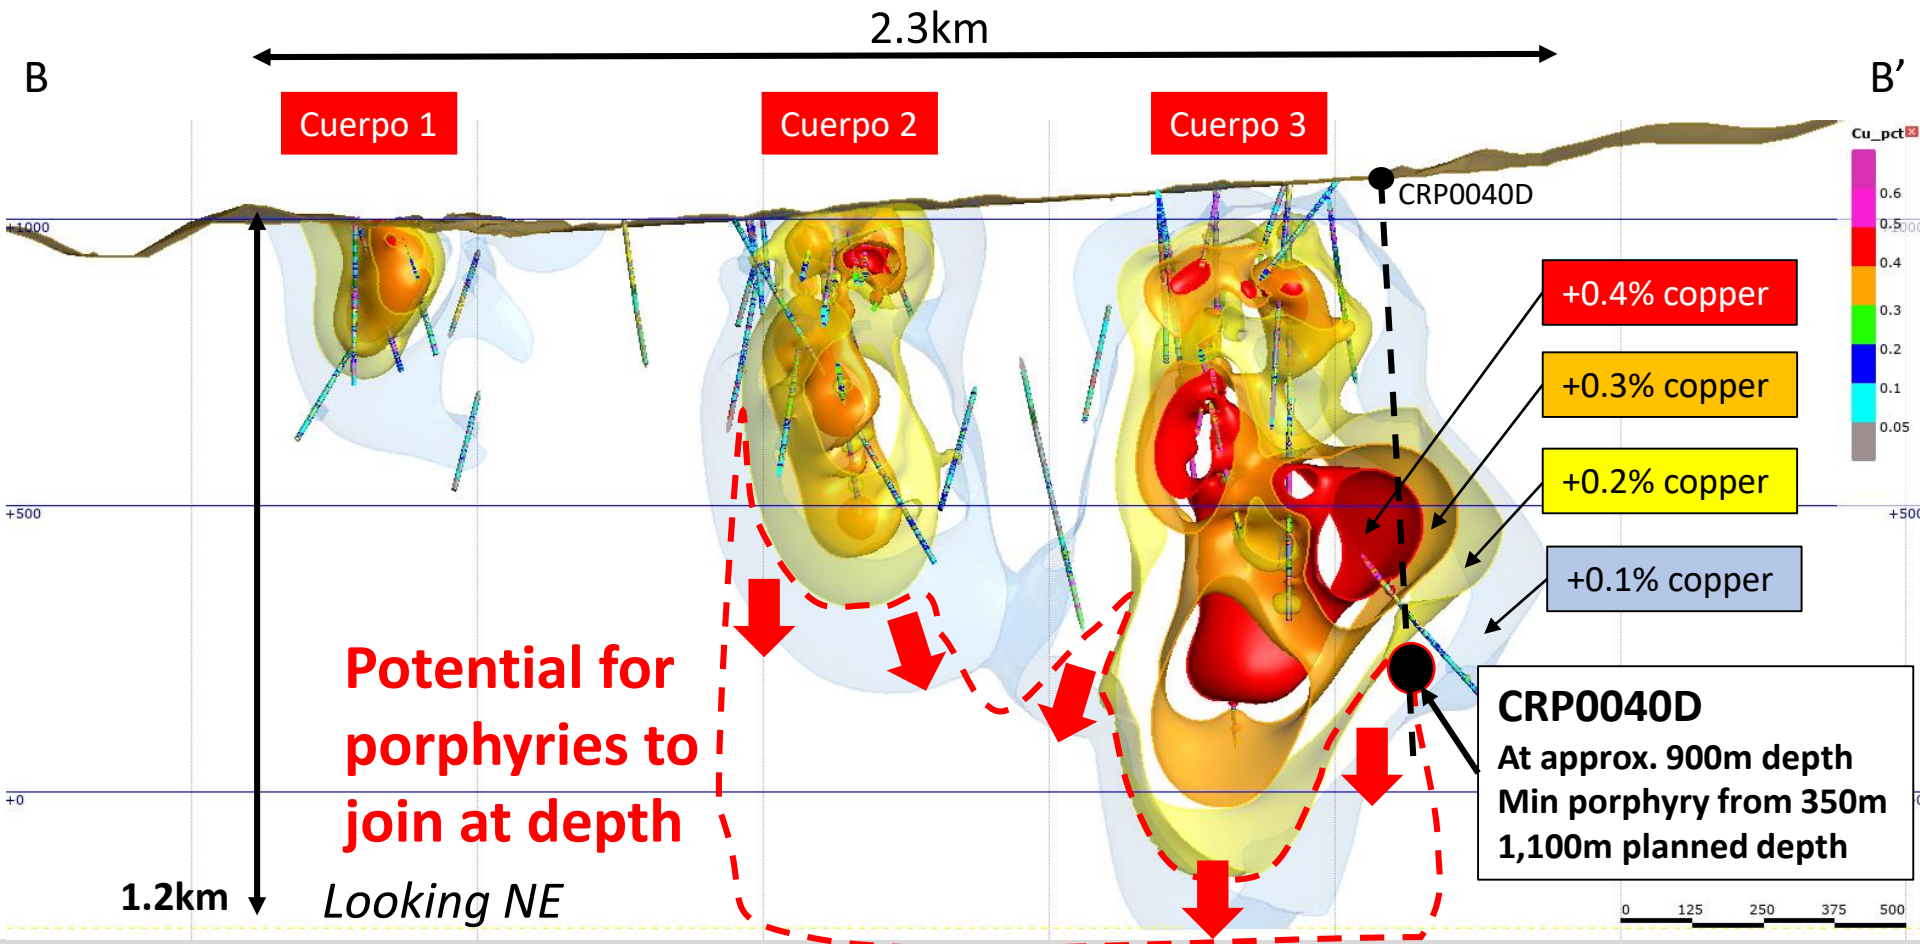 2.3km
B
B’
Cuerpo 1
Cuerpo 2
Cuerpo 3
Cu_pct
0.6
0.5
0.4
0.3
0.2
0.1
0.05
CRP0040D
+1000
+500
+500
+0
+0.4% copper
+0.3% copper
+0.2% copper
+0.1% copper
Potential for
porphyries to
join at depth
CRP0040D
At approx. 900m depth
Min porphyry from 350m
1,100m planned depth
1.2km
Looking NE
0 125 250 375 500